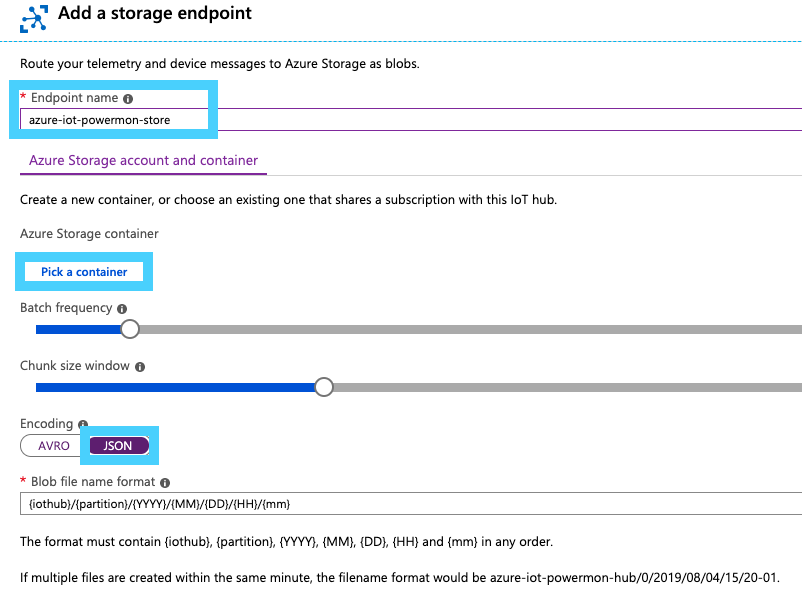 Add a storage endpoint
Route your telemetry and device messages to Azure Storage as blobs.
* Endpoint name
azure-iot-powermon-store
Azure Storage account and container
Create a new container, or choose an existing one that shares a subscription with this IoT hub.
Azure Storage container
Pick a container
Batch frequency
Chunk size window
Encoding
AVRO JSON
* Blob file name format
{iothub}/{partition}/{YYYY}/{MM}/{DD}/{HH}/{mm}
The format must contain {iothub}, {partition}, {YYYY}, {MM}, {DD}, {HH} and {mm} in any order.
If multiple files are created within the same minute, the filename format would be azure-iot-powermon-hub/0/2019/08/04/15/20-01.